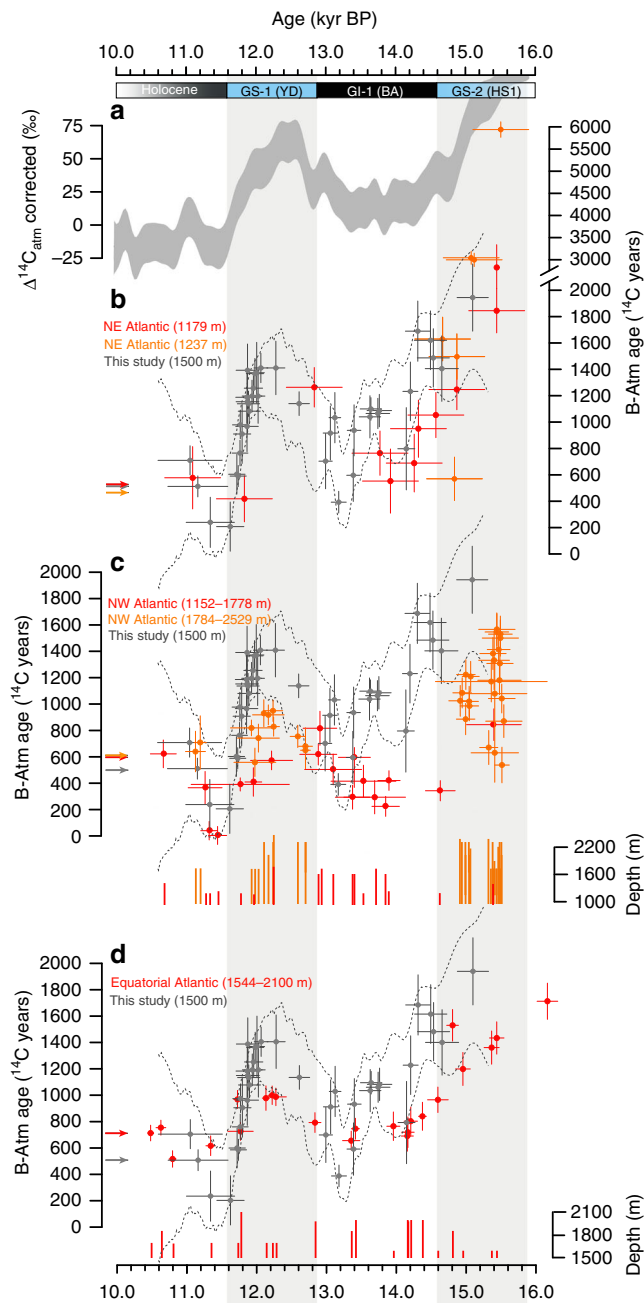 Age (kyr BP)
10.0 11.0 12.0 13.0 14.0 15.0 16.0
Holocene GS-1 (YD) GI-1 (BA) GS-2 (HS1)
a
75
50
25
0
−25
Δ¹⁴C atm corrected (‰)
6000
5500
5000
4500
4000
3500
3000
2000
1800
1600
1400
1200
1000
800
600
400
200
0
B-Atm age (¹⁴C years)
b
NE Atlantic (1179 m)
NE Atlantic (1237 m)
This study (1500 m)
c
2000
1800
1600
1400
1200
1000
800
600
400
200
0
B-Atm age (¹⁴C years)
NW Atlantic (1152–1778 m)
NW Atlantic (1784–2529 m)
This study (1500 m)
2200
1600
1000
Depth (m)
d
2000
1800
1600
1400
1200
1000
800
600
400
200
0
B-Atm age (¹⁴C years)
Equatorial Atlantic (1544–2100 m)
This study (1500 m)
2100
1800
1500
Depth (m)
10.0 11.0 12.0 13.0 14.0 15.0 16.0